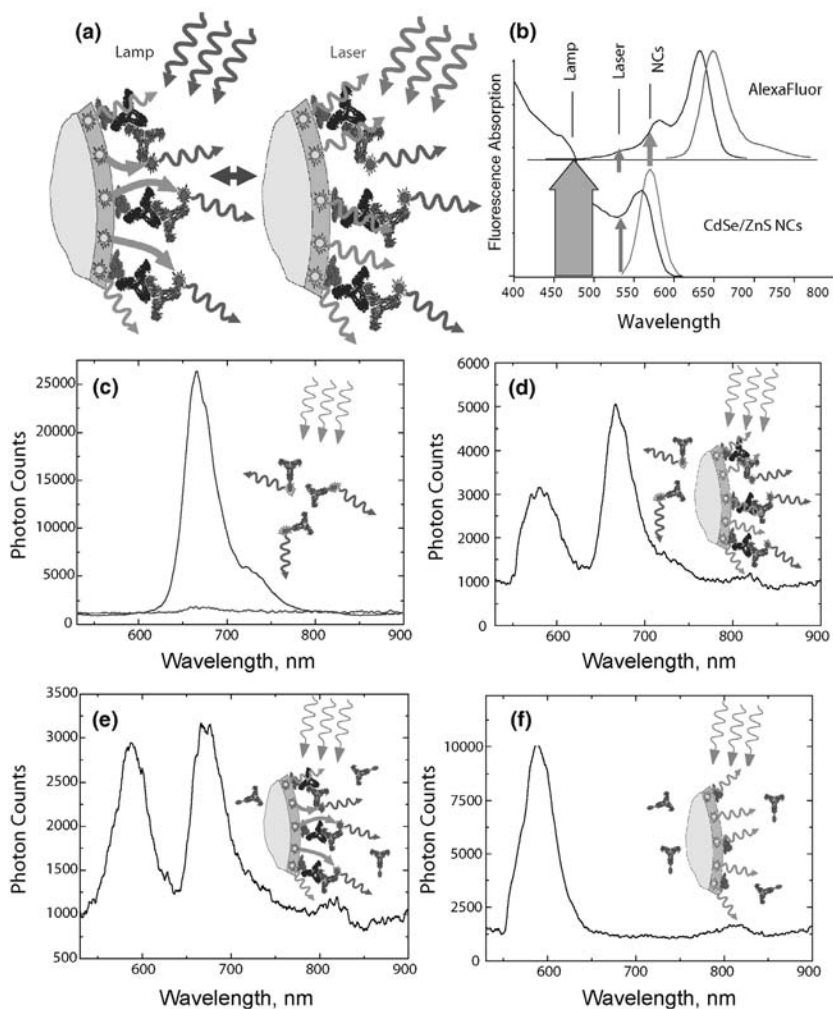 (a)
Lamp
Laser
(b)
Fluorescence Absorption
Lamp
Laser
NCs
AlexaFluor
CdSe/ZnS NCs
400 450 500 550 600 650 700 750 800
Wavelength
(c)
Photon Counts
25000
20000
15000
10000
5000
0
600 700 800 900
Wavelength, nm
(d)
Photon Counts
6000
5000
4000
3000
2000
1000
0
600 700 800 900
Wavelength, nm
(e)
Photon Counts
3500
3000
2500
2000
1500
1000
500
600 700 800 900
Wavelength, nm
(f)
Photon Counts
10000
7500
5000
2500
0
600 700 800 900
Wavelength, nm